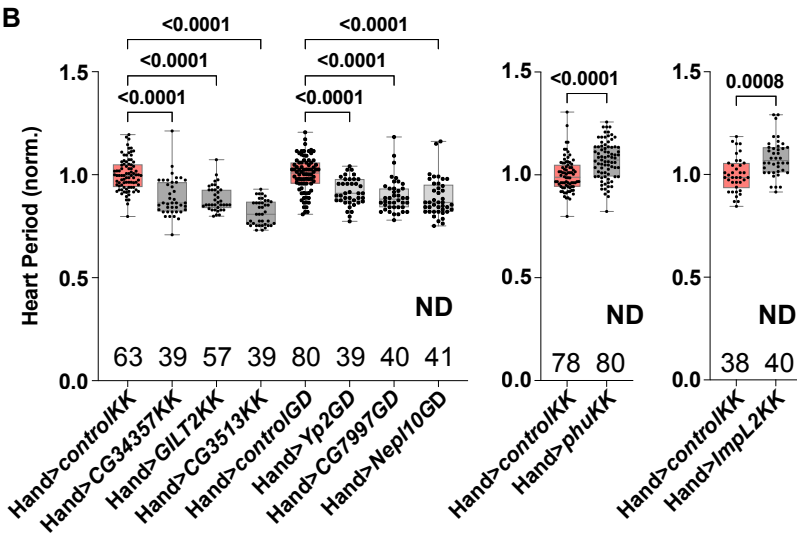 B
<0.0001
<0.0001
<0.0001
<0.0001
<0.0001
<0.0001
Heart Period (norm.)
1.5
1.0
0.5
0.0
ND
63 39 57 39 80 39 40 41
Hand>controlKK
Hand>CG34357KK
Hand>GILT2KK
Hand>CG3513KK
Hand>controlGD
Hand>Yp2GD
Hand>CG7997GD
Hand>Nepl10GD
<0.0001
1.5
1.0
0.5
0.0
ND
78 80
Hand>controlKK
Hand>phuKK
0.0008
1.5
1.0
0.5
0.0
ND
38 40
Hand>controlKK
Hand>ImpL2KK